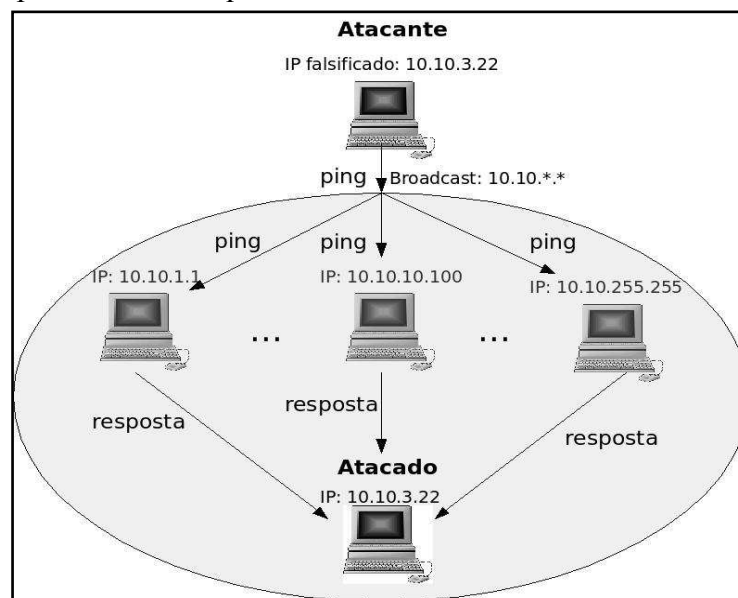 Atacante
IP falsificado: 10.10.3.22
ping
Broadcast: 10.10.*.*
ping
ping
ping
IP: 10.10.1.1
IP: 10.10.10.100
IP: 10.10.255.255
...
...
resposta
resposta
resposta
Atacado
IP: 10.10.3.22